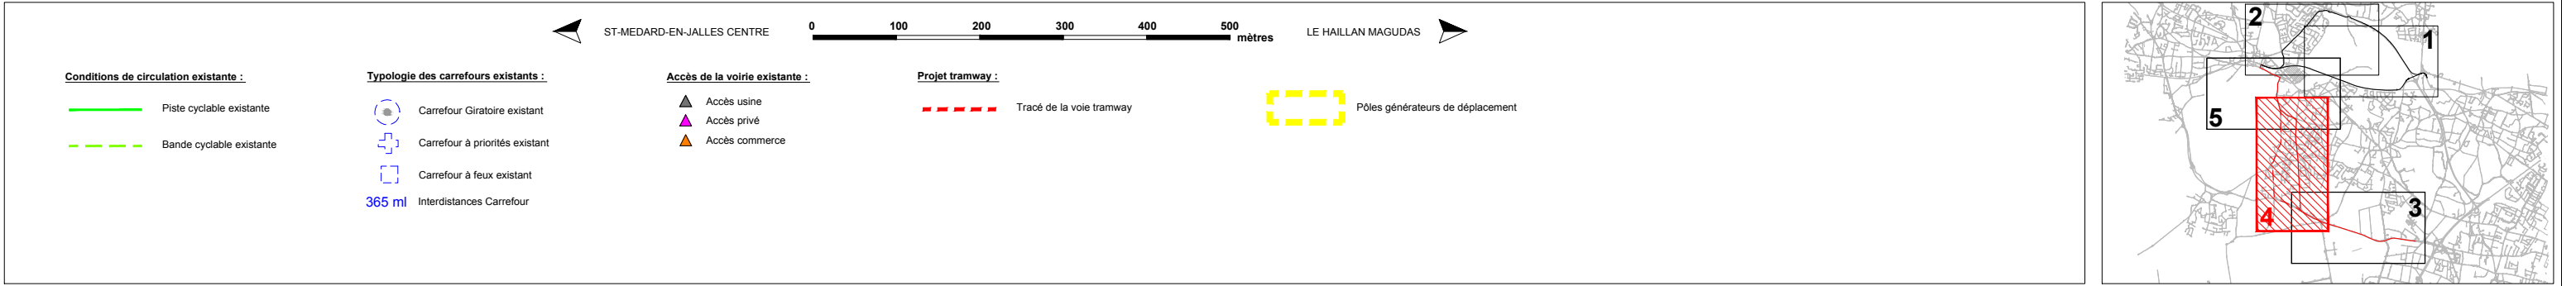 ST-MEDARD-EN-JALLES CENTRE
0 100 200 300 400 500
mètres
LE HAILLAN MAGUDAS
Conditions de circulation existante :
Piste cyclable existante
Bande cyclable existante
Typologie des carrefours existants :
Carrefour Giratoire existant
Carrefour à priorités existant
Carrefour à feux existant
365 ml Interdistances Carrefour
Accès de la voirie existante :
Accès usine
Accès privé
Accès commerce
Projet tramway :
Tracé de la voie tramway
Pôles générateurs de déplacement
2
1
5
4
3